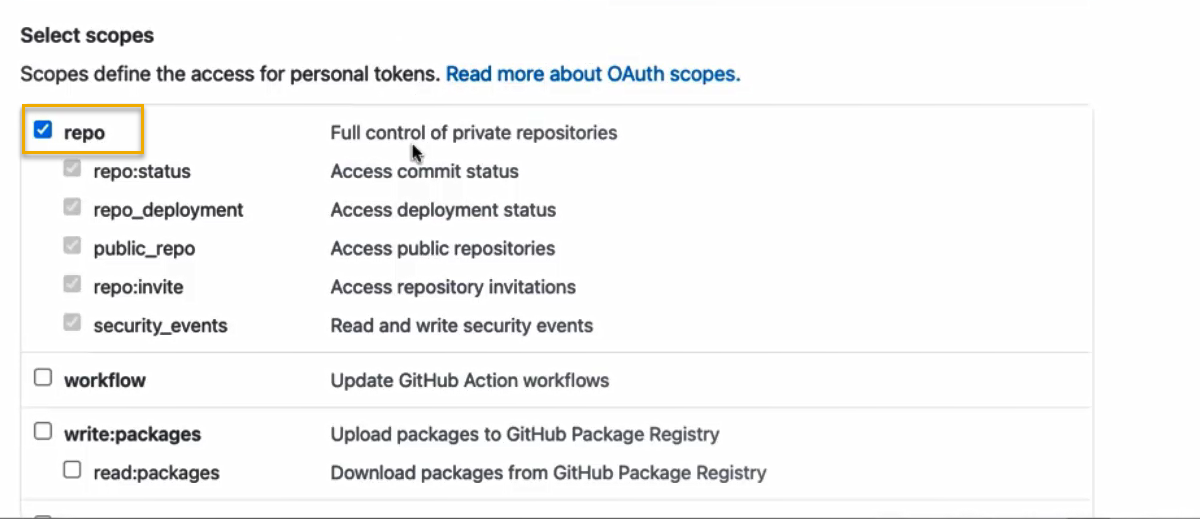 Select scopes
Scopes define the access for personal tokens. Read more about OAuth scopes.
repo Full control of private repositories
repo:status Access commit status
repo_deployment Access deployment status
public_repo Access public repositories
repo:invite Access repository invitations
security_events Read and write security events
workflow Update GitHub Action workflows
write:packages Upload packages to GitHub Package Registry
read:packages Download packages from GitHub Package Registry